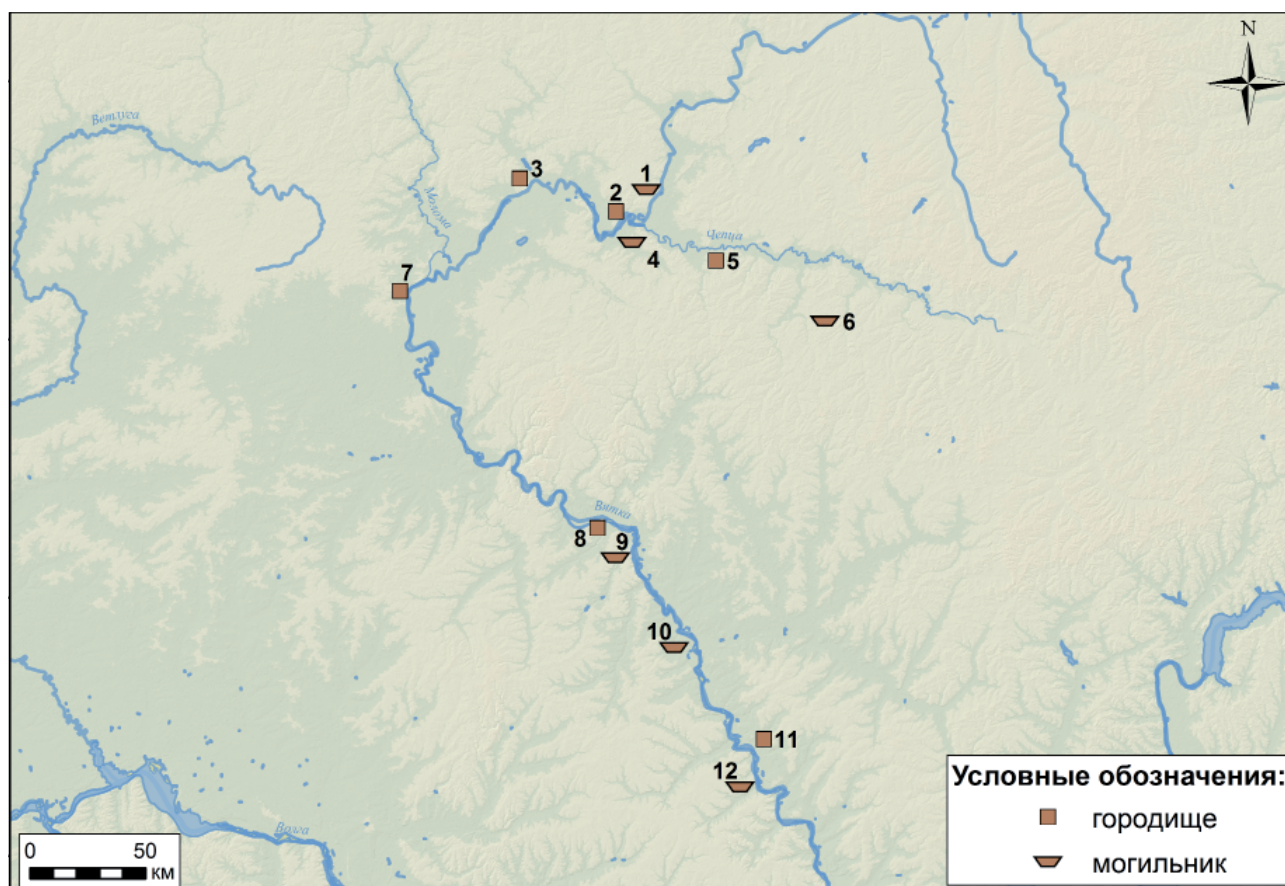 N
Ветлуга
Молома
3
1
2
Чепца
4
5
7
6
Вятка
8
9
10
11
12
Волга
0 50
км
Условные обозначения:
городище
могильник